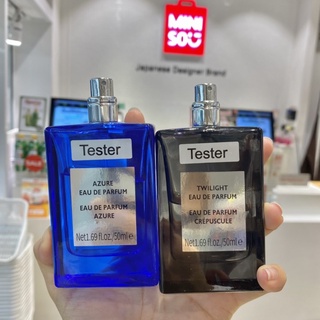 MINI
SO
Japanese Designer Brand
Tester
AZURE
EAU DE PARFUM
EAU DE PARFUM
AZURE
Net1.69 fl.oz./50ml℮
Tester
TWILIGHT
EAU DE PARFUM
EAU DE PARFUM
CRÉPUSCULE
Net1.69 fl.oz./50ml℮